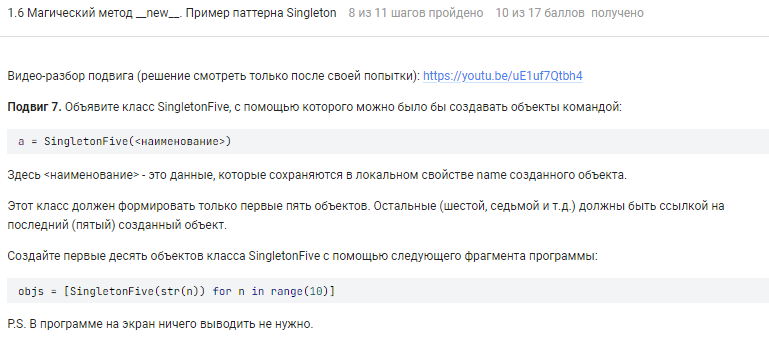 1.6 Магический метод __new__. Пример паттерна Singleton 8 из 11 шагов пройдено 10 из 17 баллов получено
Видео-разбор подвига (решение смотреть только после своей попытки): https://youtu.be/uE1uf7Qtbh4
Подвиг 7. Объявите класс SingletonFive, с помощью которого можно было бы создавать объекты командой:
a = SingletonFive(<наименование>)
Здесь <наименование> - это данные, которые сохраняются в локальном свойстве name созданного объекта.
Этот класс должен формировать только первые пять объектов. Остальные (шестой, седьмой и т.д.) должны быть ссылкой на
последний (пятый) созданный объект.
Создайте первые десять объектов класса SingletonFive с помощью следующего фрагмента программы:
objs = [SingletonFive(str(n)) for n in range(10)]
P.S. В программе на экран ничего выводить не нужно.